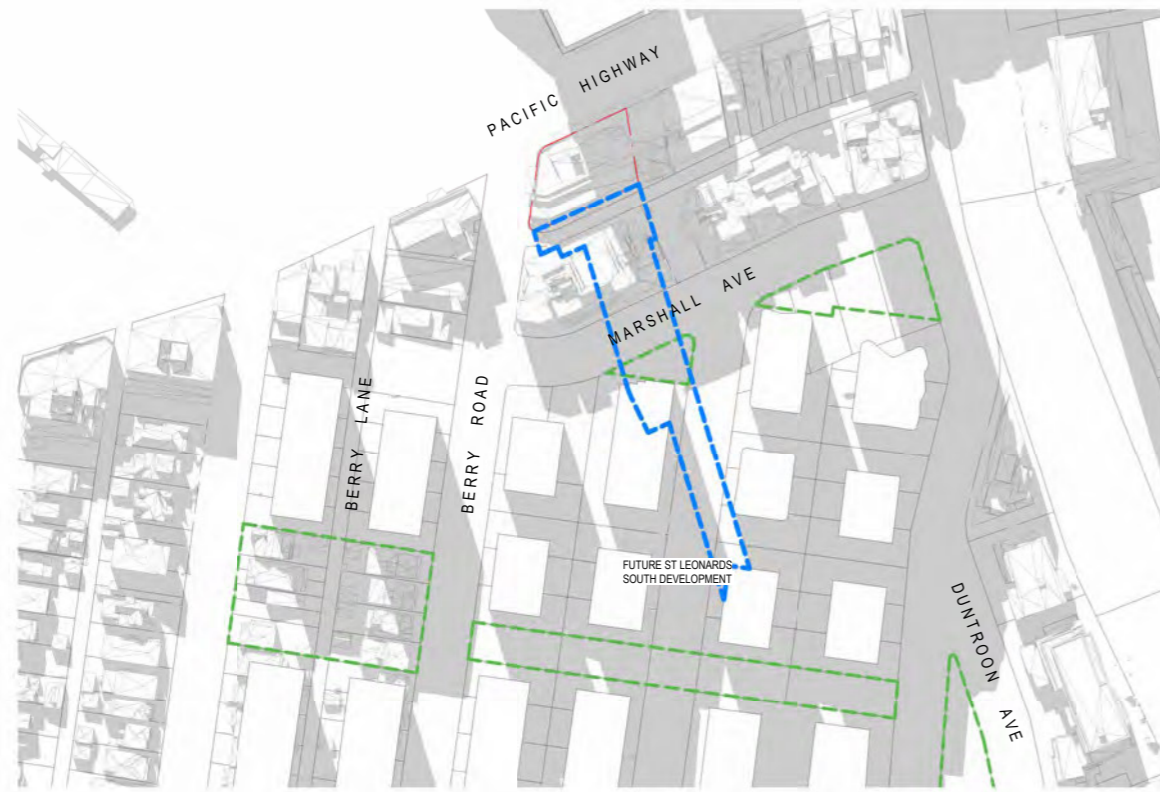 PACIFIC HIGHWAY
MARSHALL AVE
BERRY LANE
BERRY ROAD
FUTURE ST LEONARDS
SOUTH DEVELOPMENT
DUNTROON AVE